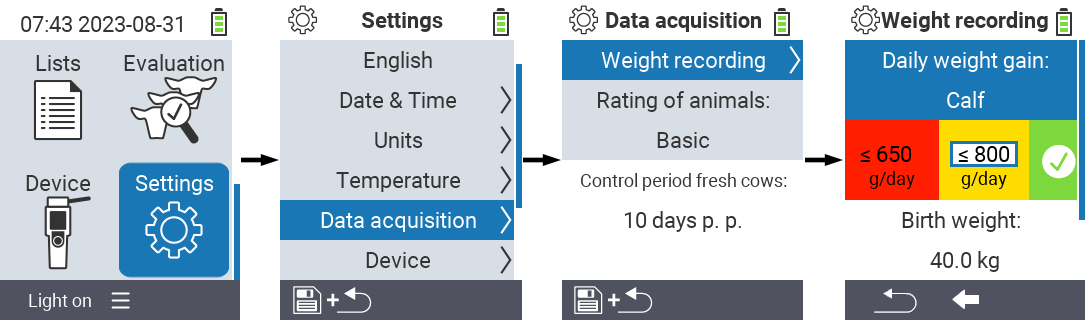 07:43 2023-08-31
Lists
Evaluation
Device
Settings
Light on
Settings
English
Date & Time
Units
Temperature
Data acquisition
Device
+
Data acquisition
Weight recording
Rating of animals:
Basic
Control period fresh cows:
10 days p. p.
+
Weight recording
Daily weight gain:
Calf
≤ 650 ≤ 800
g/day g/day
Birth weight:
40.0 kg